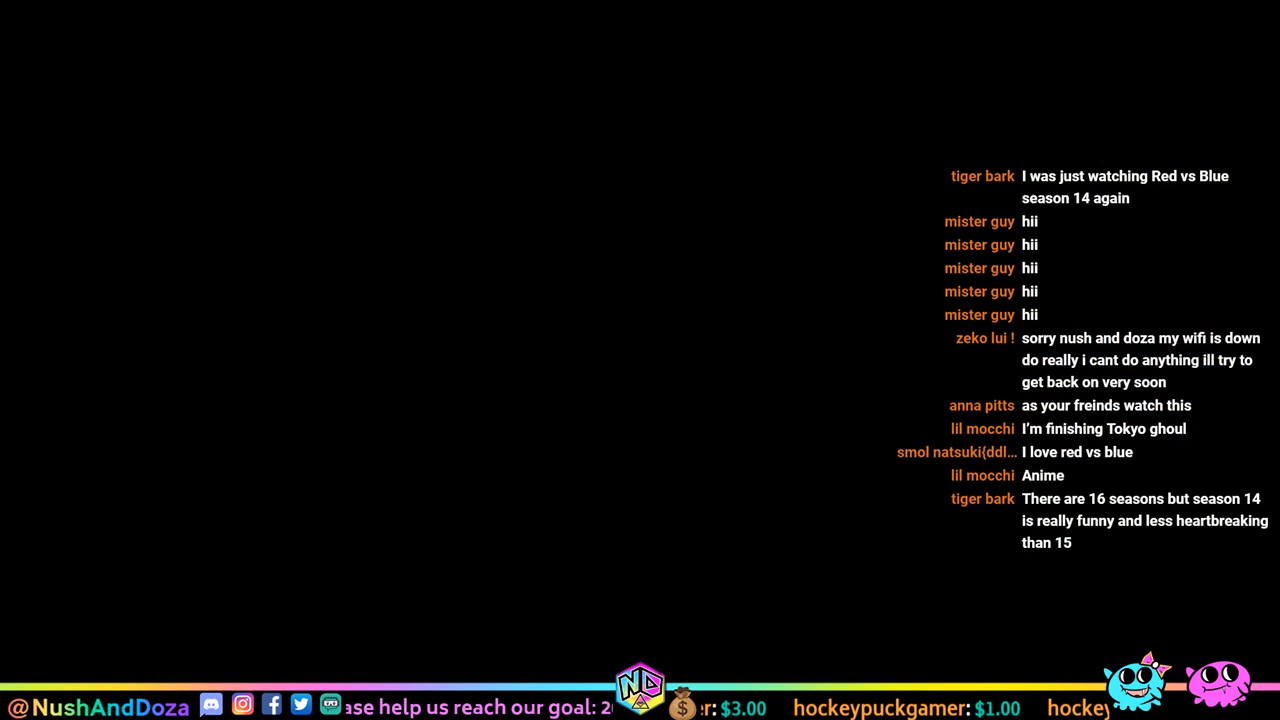 tiger bark I was just watching Red vs Blue
season 14 again
mister guy hii
mister guy hii
mister guy hii
mister guy hii
mister guy hii
zeko lui ! sorry nush and doza my wifi is down
do really i cant do anything ill try to
get back on very soon
anna pitts as your freinds watch this
lil mocchi I'm finishing Tokyo ghoul
smol natsuki{ddl... I love red vs blue
lil mocchi Anime
tiger bark There are 16 seasons but season 14
is really funny and less heartbreaking
than 15
@NushAndDoza ase help us reach our goal: 2 ND r: $3.00 hockeypuckgamer: $1.00 hockey